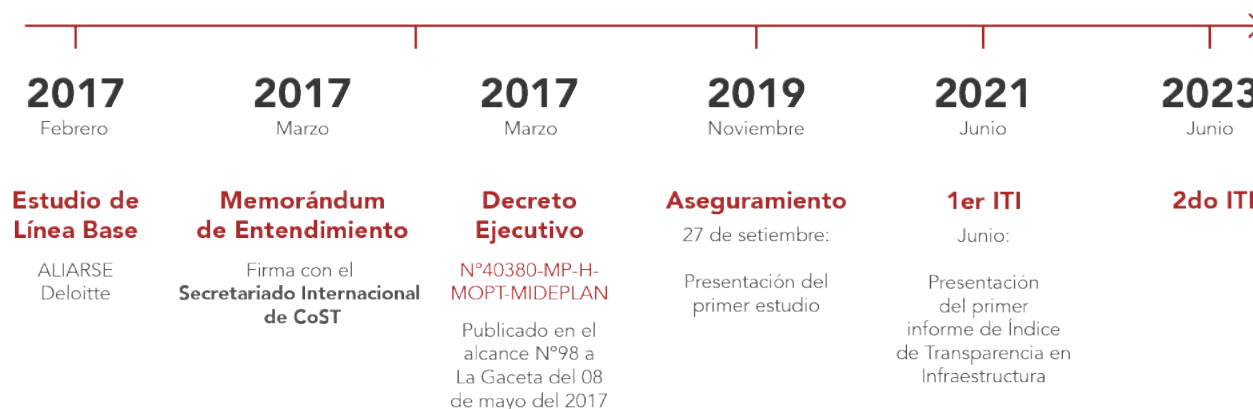 2017
Febrero
Estudio de
Línea Base
ALIARSE
Deloitte
2017
Marzo
Memorándum
de Entendimiento
Firma con el
Secretariado Internacional
de CoST
2017
Marzo
Decreto
Ejecutivo
N°40380-MP-H-
MOPT-MIDEPLAN
Publicado en el
alcance N°98 a
La Gaceta del 08
de mayo del 2017
2019
Noviembre
Aseguramiento
27 de setiembre:
Presentación del
primer estudio
2021
Junio
1er ITI
Junio:
Presentación
del primer
informe de Índice
de Transparencia en
Infraestructura
2023
Junio
2do ITI